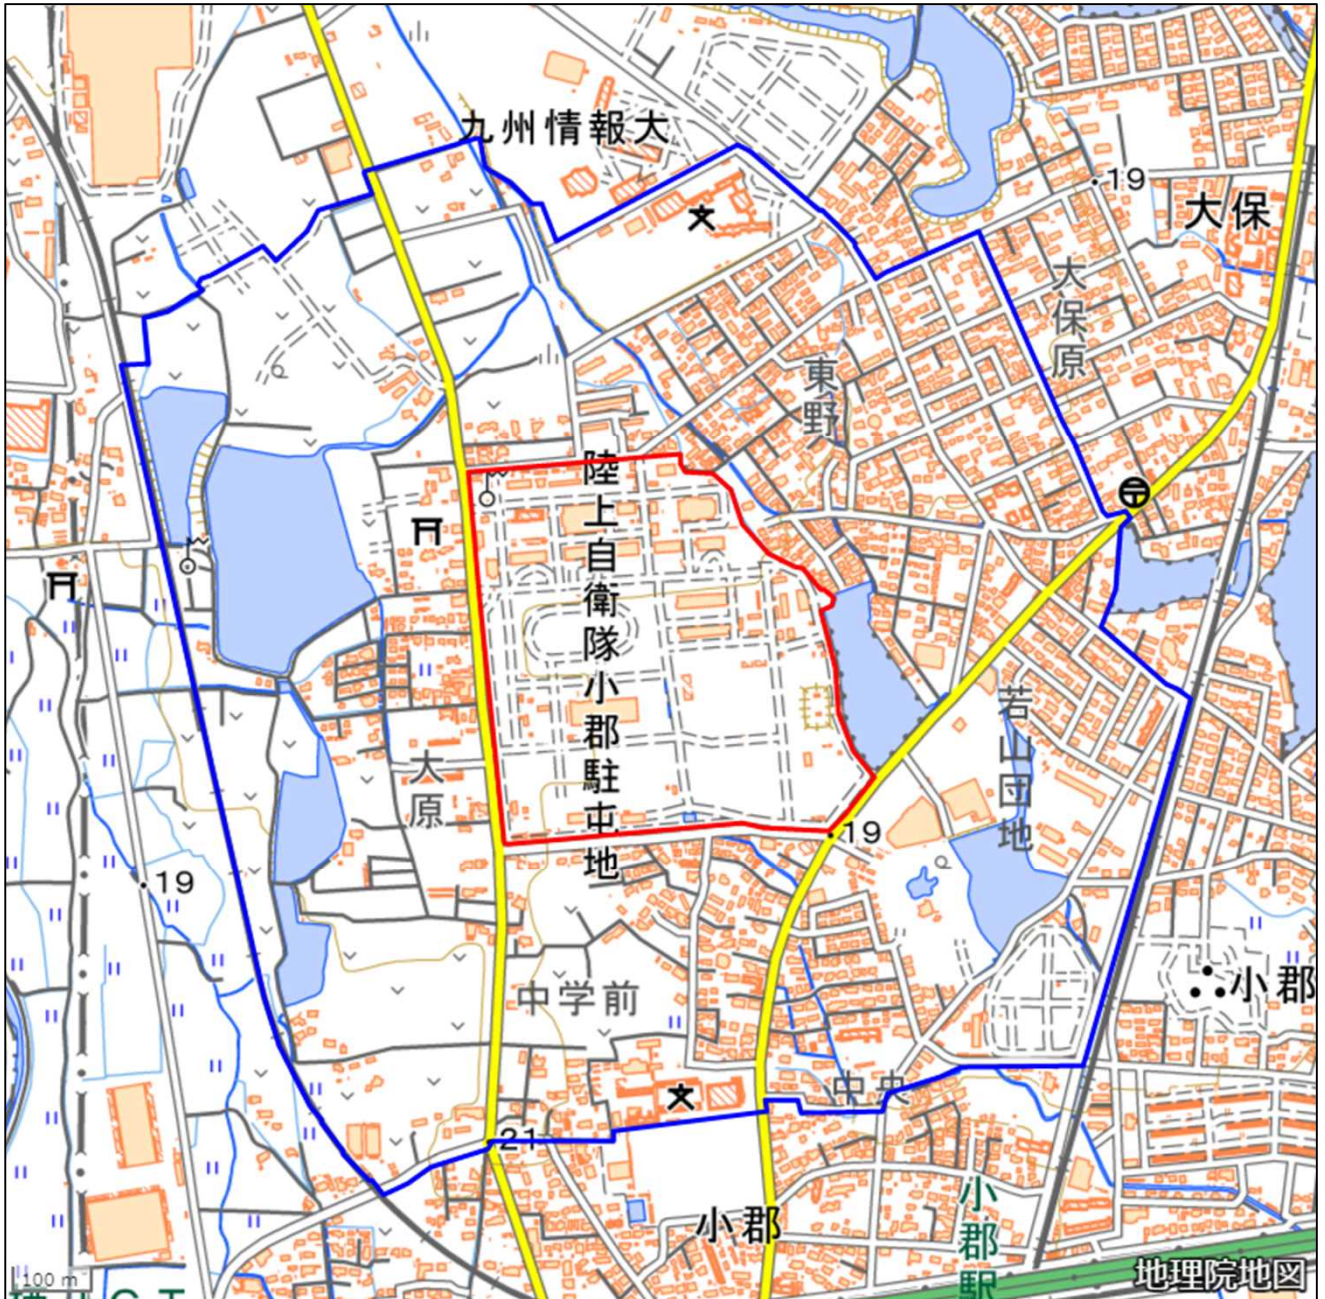 九州情報大
19
大保
大保原
東野
陸上自衛隊小郡駐屯地
若山団地
大原
19
19
小郡
中学前
中央
21
小郡
小郡駅
100 m
地理院地図